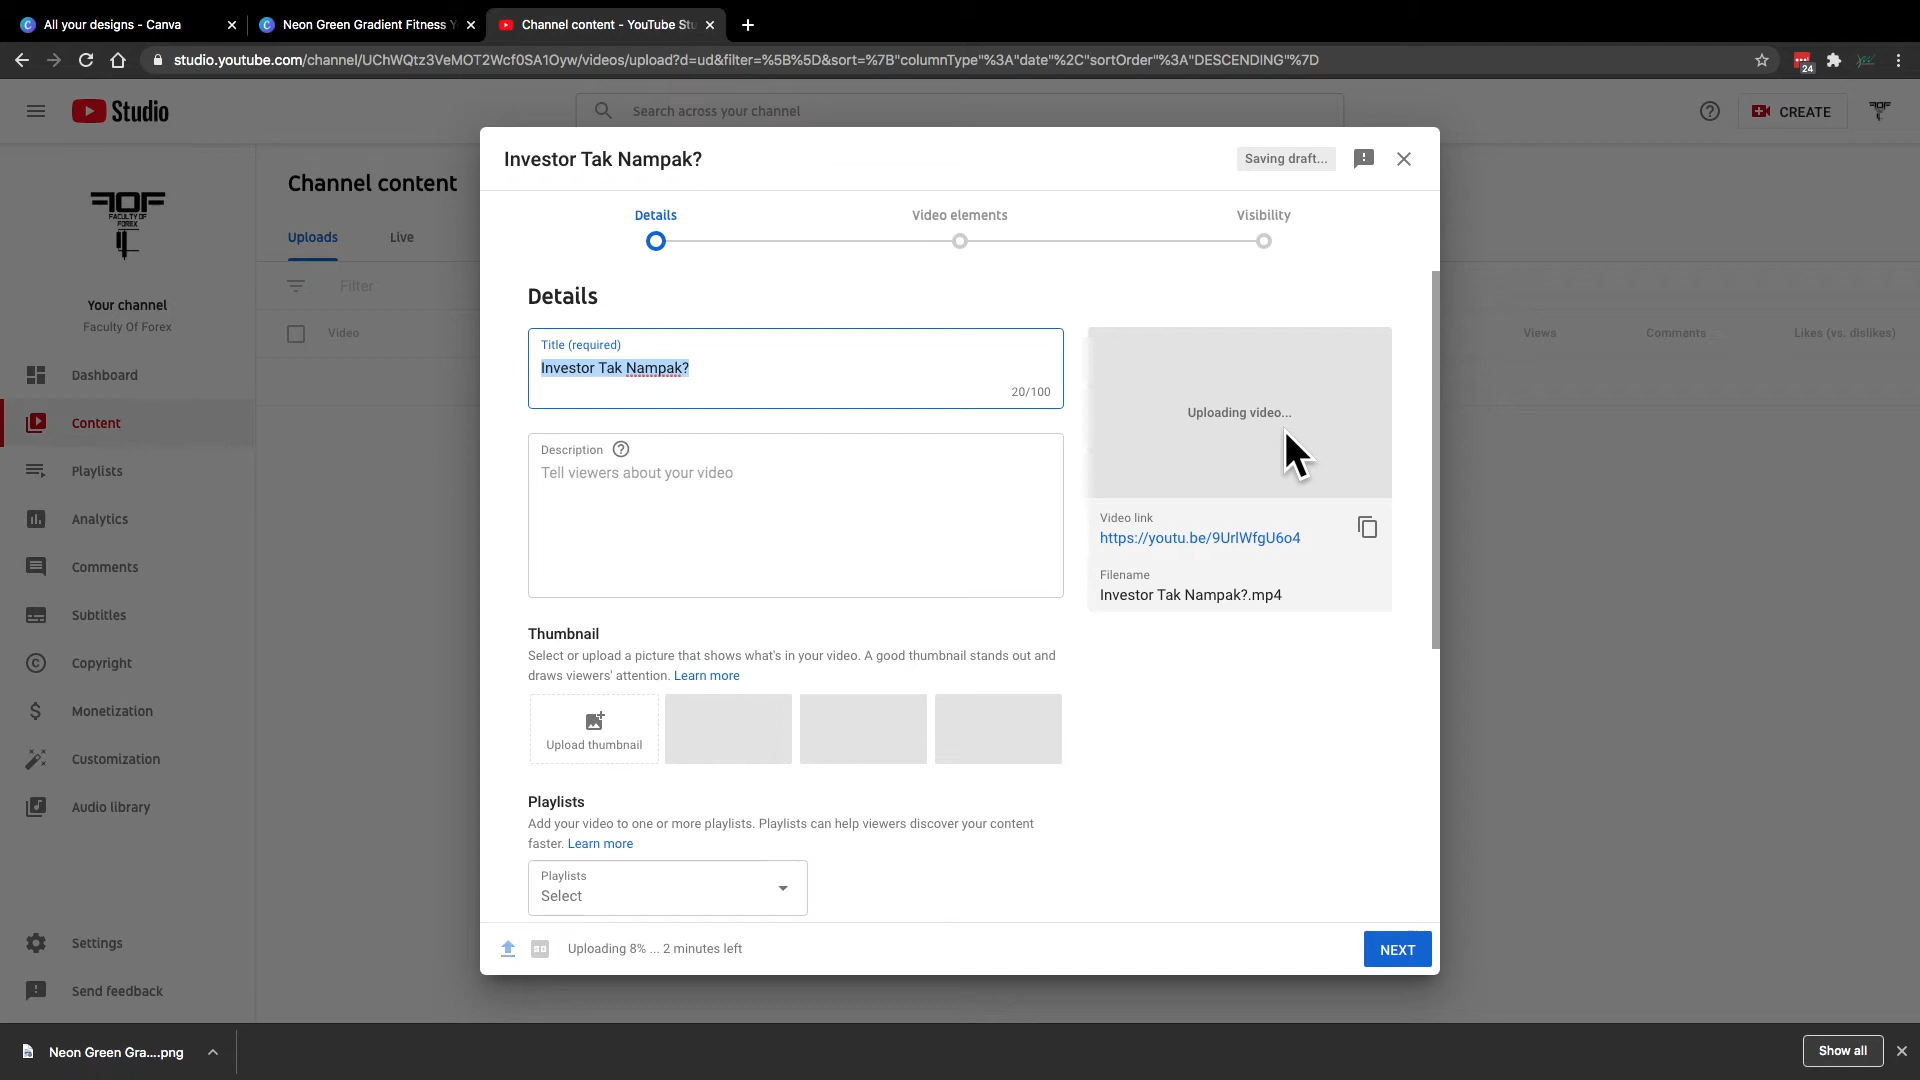 All your designs - Canva
Neon Green Gradient Fitness Y
Channel content - YouTube Stu
studio.youtube.com/channel/UChWQtz3VeMOT2Wcf0SA1Oyw/videos/upload?d=ud&filter=%5B%5D&sort=%7B"columnType"%3A"date"%2C"sortOrder"%3A"DESCENDING"%7D
24
Studio
Search across your channel
CREATE
FOF
FACULTY OF
FOREX
Your channel
Faculty Of Forex
Dashboard
Content
Playlists
Analytics
Comments
Subtitles
Copyright
Monetization
Customization
Audio library
Settings
Send feedback
Channel content
Uploads
Live
Filter
Video
Views
Comments
Likes (vs. dislikes)
Investor Tak Nampak?
Saving draft...
Details
Video elements
Visibility
Details
Title (required)
Investor Tak Nampak?
20/100
Description
Tell viewers about your video
Uploading video...
Video link
https://youtu.be/9UrlWfgU6o4
Filename
Investor Tak Nampak?.mp4
Thumbnail
Select or upload a picture that shows what's in your video. A good thumbnail stands out and
draws viewers' attention. Learn more
Upload thumbnail
Playlists
Add your video to one or more playlists. Playlists can help viewers discover your content
faster. Learn more
Playlists
Select
SD
Uploading 8% ... 2 minutes left
NEXT
Neon Green Gra....png
Show all